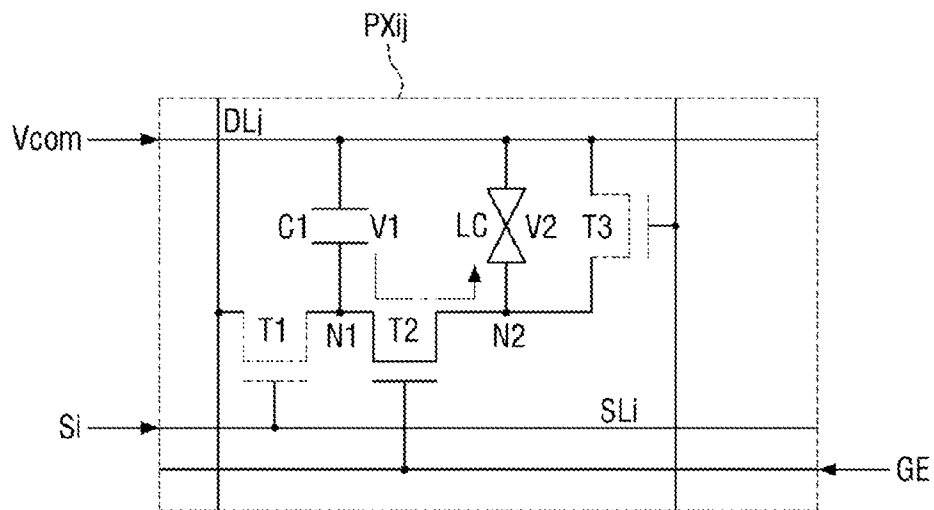 PXij
Vcom
DLj
C1 V1 LC V2 T3
T1 N1 T2 N2
Si
SLi
GE